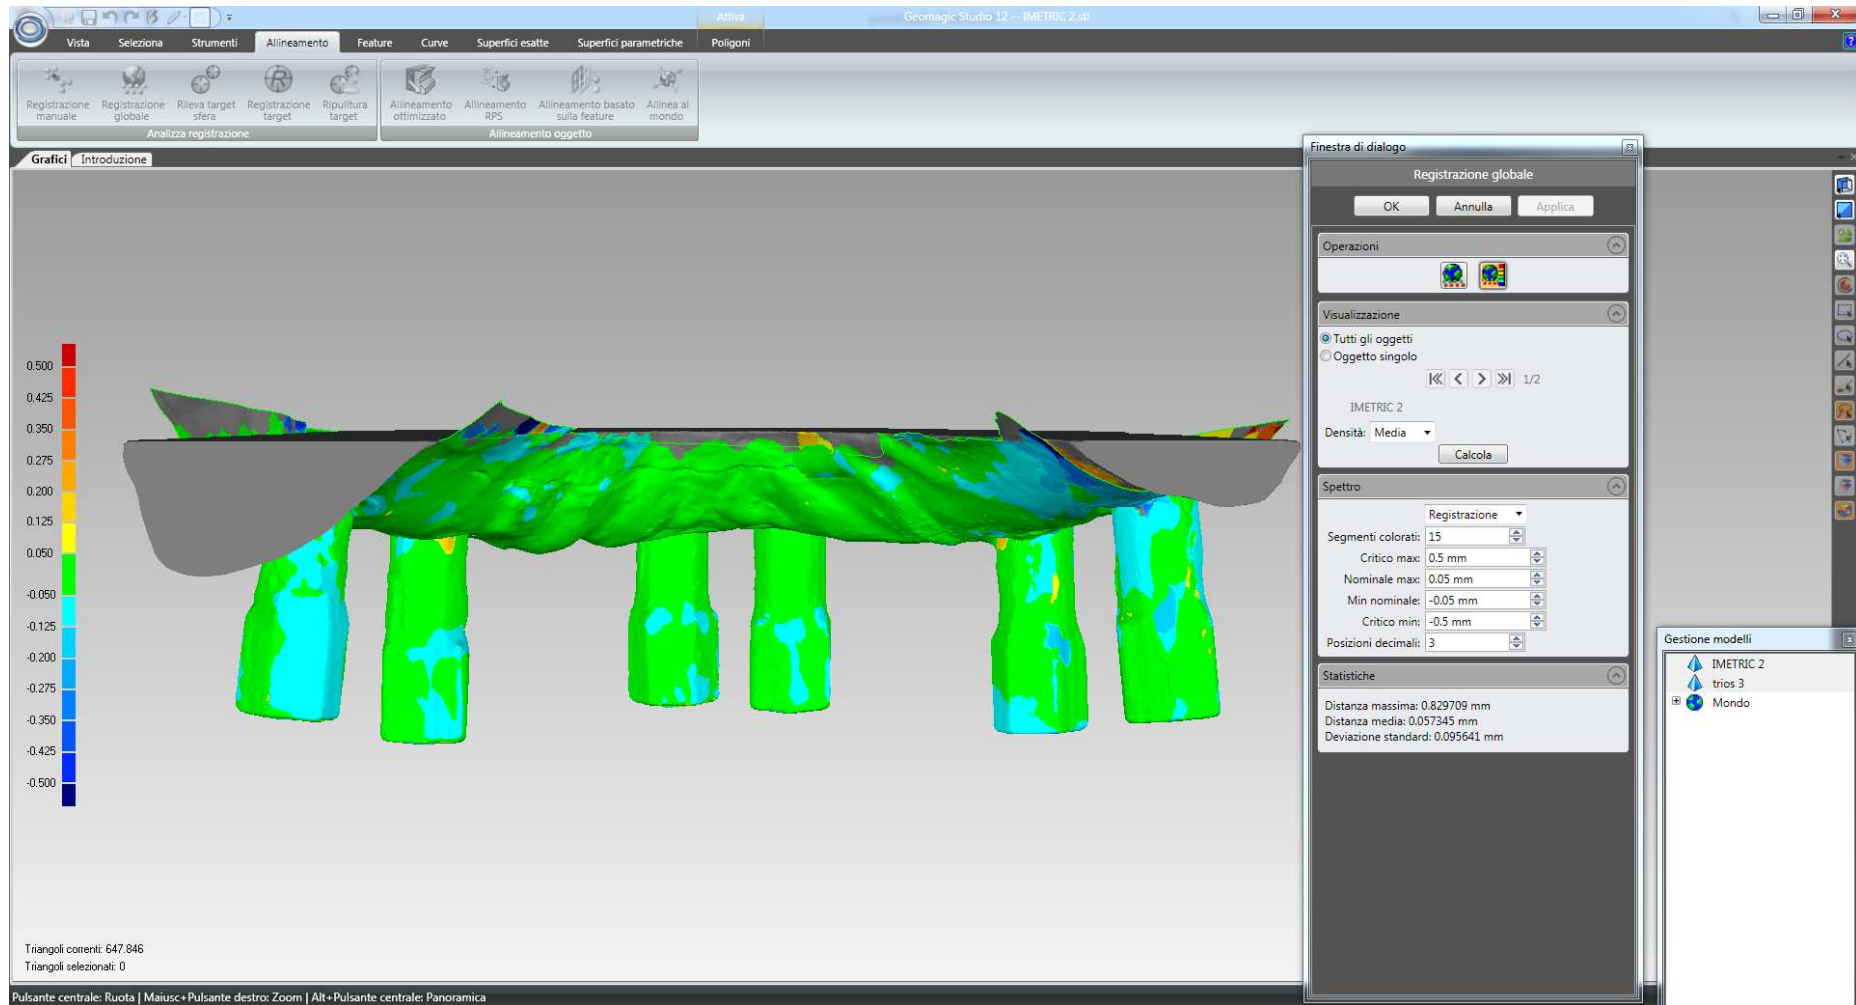 Attiva
Geomagic Studio 12 -- IMETRIC 2.stl
Vista Seleziona Strumenti Allineamento Feature Curve Superfici esatte Superfici parametriche Poligoni
Registrazione manuale
Registrazione globale
Rileva target sfera
Registrazione target
Ripulitura target
Allineamento ottimizzato
Allineamento RPS
Allineamento basato sulla feature
Allinea al mondo
Analizza registrazione
Allineamento oggetto
Grafici Introduzione
0.500
0.425
0.350
0.275
0.200
0.125
0.050
-0.050
-0.125
-0.200
-0.275
-0.350
-0.425
-0.500
Triangoli correnti: 647.846
Triangoli selezionati: 0
Finestra di dialogo
Registrazione globale
OK Annulla Applica
Operazioni
Visualizzazione
Tutti gli oggetti
Oggetto singolo
1/2
IMETRIC 2
Densità: Media
Calcola
Spettro
Registrazione
Segmenti colorati: 15
Critico max: 0.5 mm
Nominale max: 0.05 mm
Min nominale: -0.05 mm
Critico min: -0.5 mm
Posizioni decimali: 3
Statistiche
Distanza massima: 0.829709 mm
Distanza media: 0.057345 mm
Deviazione standard: 0.095641 mm
Gestione modelli
IMETRIC 2
trios 3
Mondo
Pulsante centrale: Ruota | Maiusc+Pulsante destro: Zoom | Alt+Pulsante centrale: Panoramica